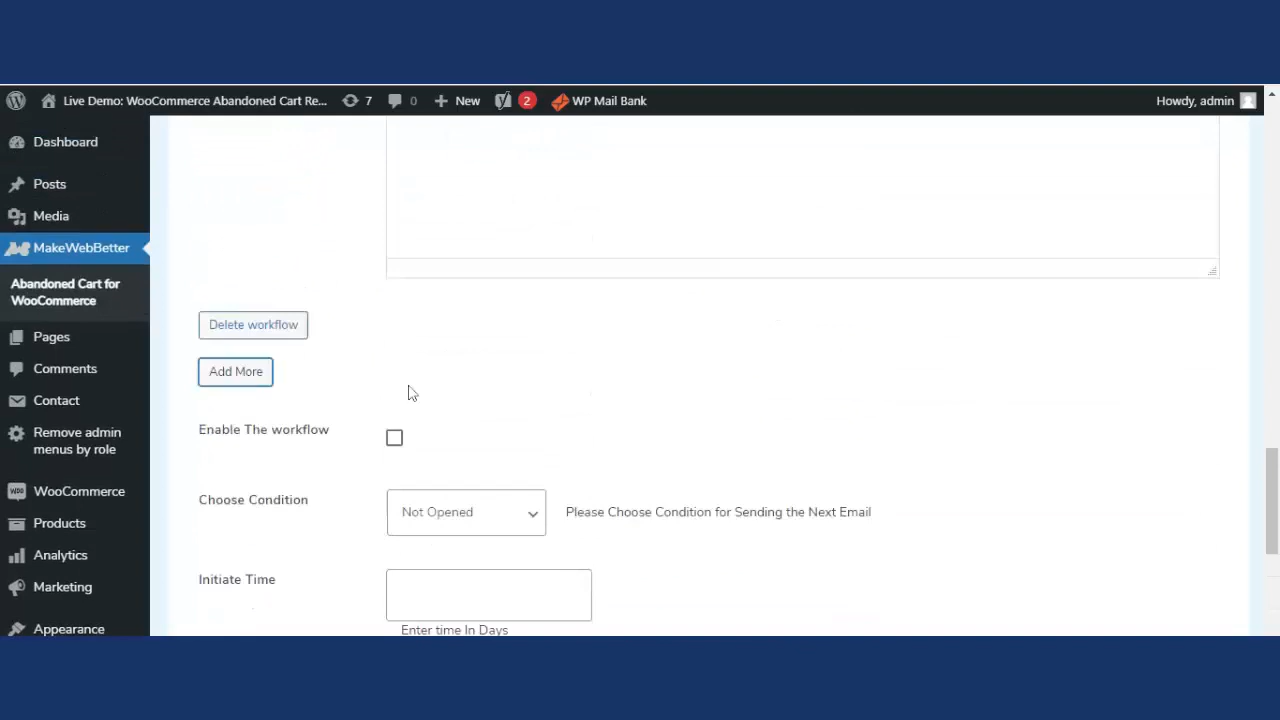 Live Demo: WooCommerce Abandoned Cart Re...
7
0
New
2
WP Mail Bank
Howdy, admin
Dashboard
Posts
Media
MakeWebBetter
Abandoned Cart for
WooCommerce
Pages
Comments
Contact
Remove admin
menus by role
WooCommerce
Products
Analytics
Marketing
Appearance
Delete workflow
Add More
Enable The workflow
Choose Condition
Not Opened
Please Choose Condition for Sending the Next Email
Initiate Time
Enter time In Days